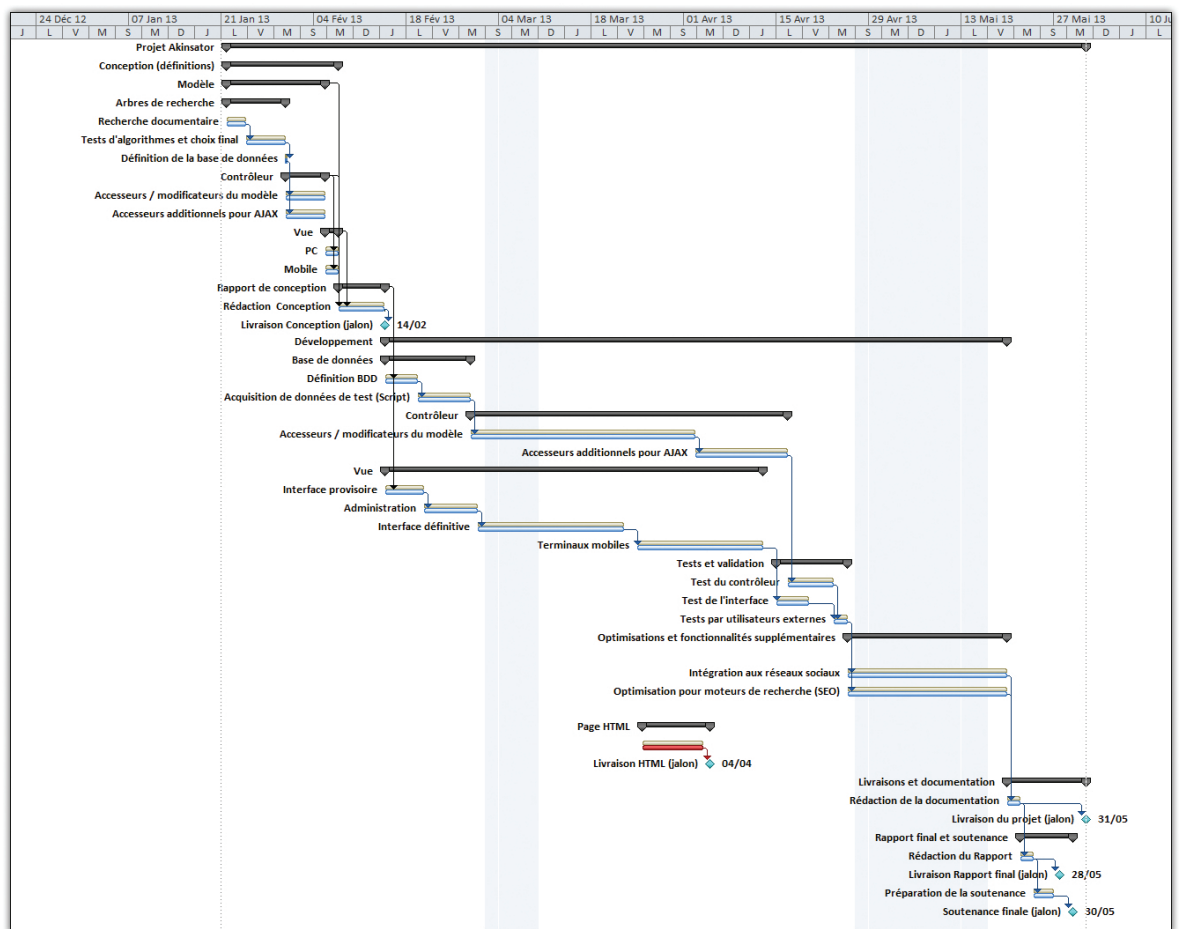 24 Déc 12 07 Jan 13 21 Jan 13 04 Fév 13 18 Fév 13 04 Mar 13 18 Mar 13 01 Avr 13 15 Avr 13 29 Avr 13 13 Mai 13 27 Mai 13 10 Ju
J L V M S M D J L V M S M D J L V M S M D J L V M S M D J L V M S M D J L V M S M D J L
Projet Akinsator
Conception (définitions)
Modèle
Arbres de recherche
Recherche documentaire
Tests d'algorithmes et choix final
Définition de la base de données
Contrôleur
Accesseurs / modificateurs du modèle
Accesseurs additionnels pour AJAX
Vue
PC
Mobile
Rapport de conception
Rédaction Conception
Livraison Conception (jalon) 14/02
Développement
Base de données
Définition BDD
Acquisition de données de test (Script)
Contrôleur
Accesseurs / modificateurs du modèle
Accesseurs additionnels pour AJAX
Vue
Interface provisoire
Administration
Interface définitive
Terminaux mobiles
Tests et validation
Test du contrôleur
Test de l'interface
Tests par utilisateurs externes
Optimisations et fonctionnalités supplémentaires
Intégration aux réseaux sociaux
Optimisation pour moteurs de recherche (SEO)
Page HTML
Livraison HTML (jalon) 04/04
Livraisons et documentation
Rédaction de la documentation
Livraison du projet (jalon) 31/05
Rapport final et soutenance
Rédaction du Rapport
Livraison Rapport final (jalon) 28/05
Préparation de la soutenance
Soutenance finale (jalon) 30/05